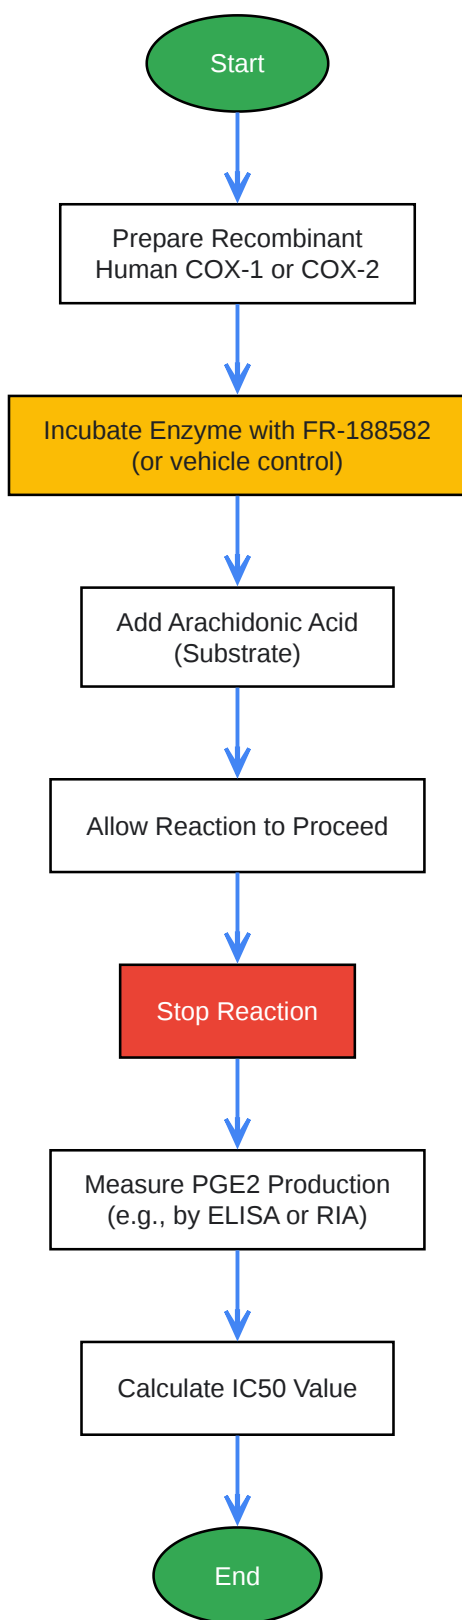 Start
Prepare Recombinant
Human COX-1 or COX-2
Incubate Enzyme with FR-188582
(or vehicle control)
Add Arachidonic Acid
(Substrate)
Allow Reaction to Proceed
Stop Reaction
Measure PGE2 Production
(e.g., by ELISA or RIA)
Calculate IC50 Value
End